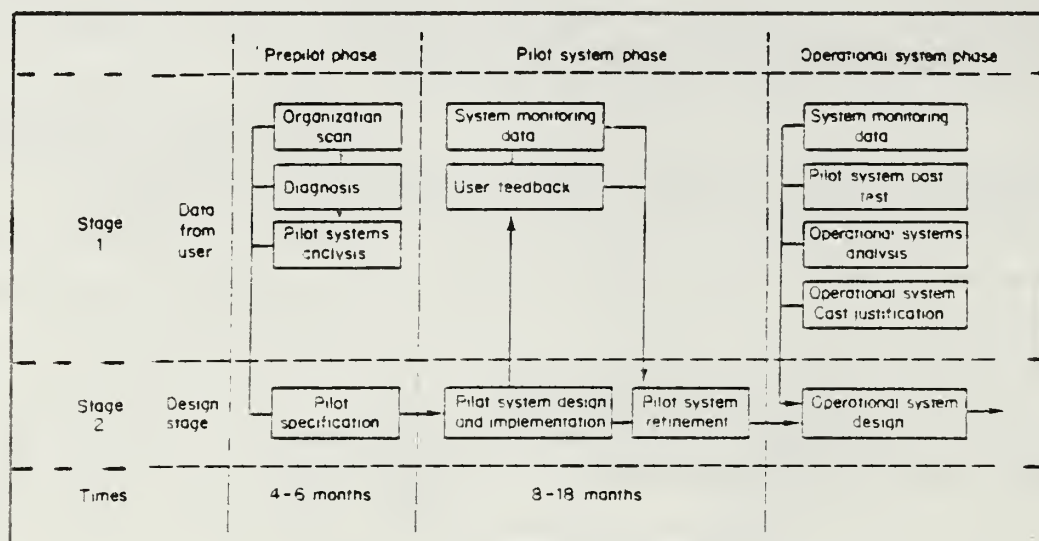 Prepilot phase
Pilot system phase
Operational system phase
Stage
1
Data
from
user
Organization
scan
Diagnosis
Pilot systems
analysis
System monitoring
data
User feedback
System monitoring
data
Pilot system post
test
Operational systems
analysis
Operational system
Cast justification
Stage
2
Design
stage
Pilot
specification
Pilot system design
and implementation
Pilot system
refinement
Operational system
design
Times
4-6 months
8-18 months